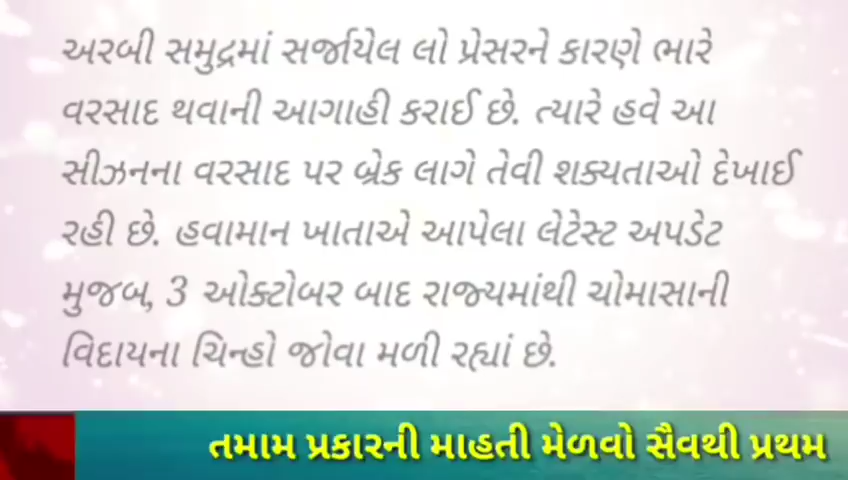 અરબી સમુદ્રમાં સર્જાયેલ લો પ્રેસરને કારણે ભારે
વરસાદ થવાની આગાહી કરાઈ છે. ત્યારે હવે આ
સીઝનના વરસાદ પર બ્રેક લાગે તેવી શક્યતાઓ દેખાઈ
રહી છે. હવામાન ખાતાએ આપેલા લેટેસ્ટ અપડેટ
મુજબ, 3 ઓક્ટોબર બાદ રાજ્યમાંથી ચોમાસાની
વિદાયના ચિન્હો જોવા મળી રહ્યાં છે.
તમામ પ્રકારની માહતી મેળવો સૈવથી પ્રથમ